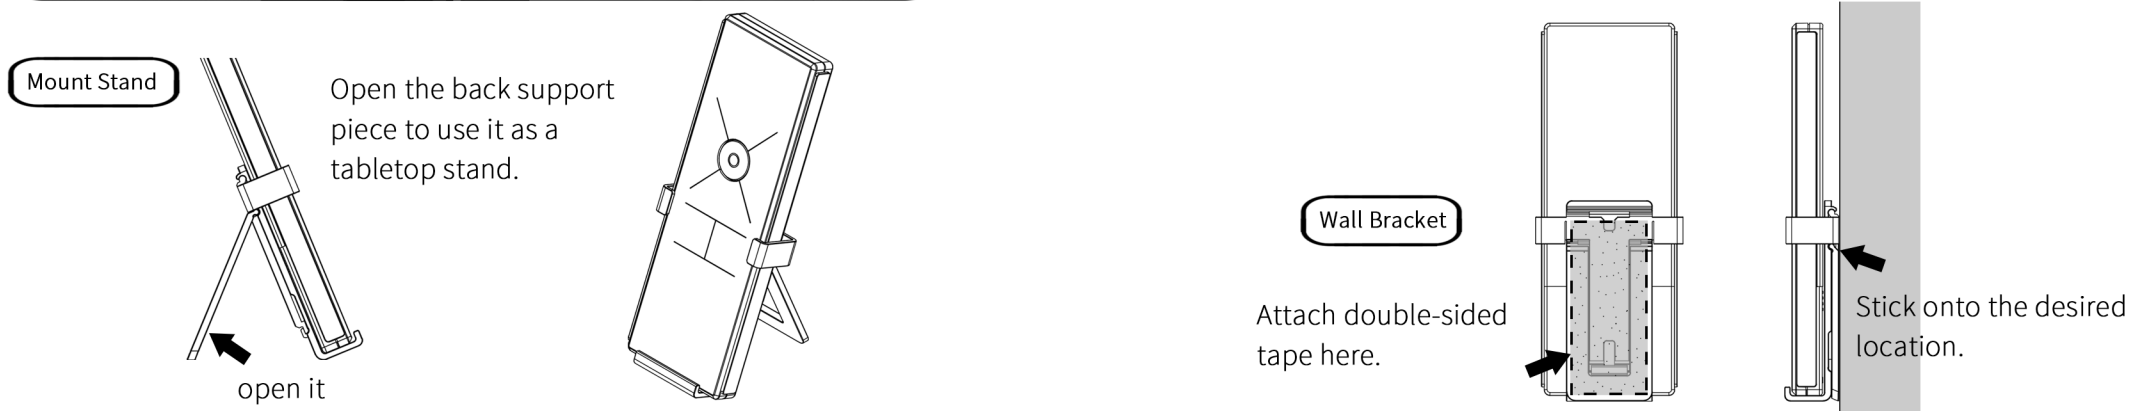 Mount Stand
Open the back support
piece to use it as a
tabletop stand.
open it
Wall Bracket
Attach double-sided
tape here.
Stick onto the desired
location.